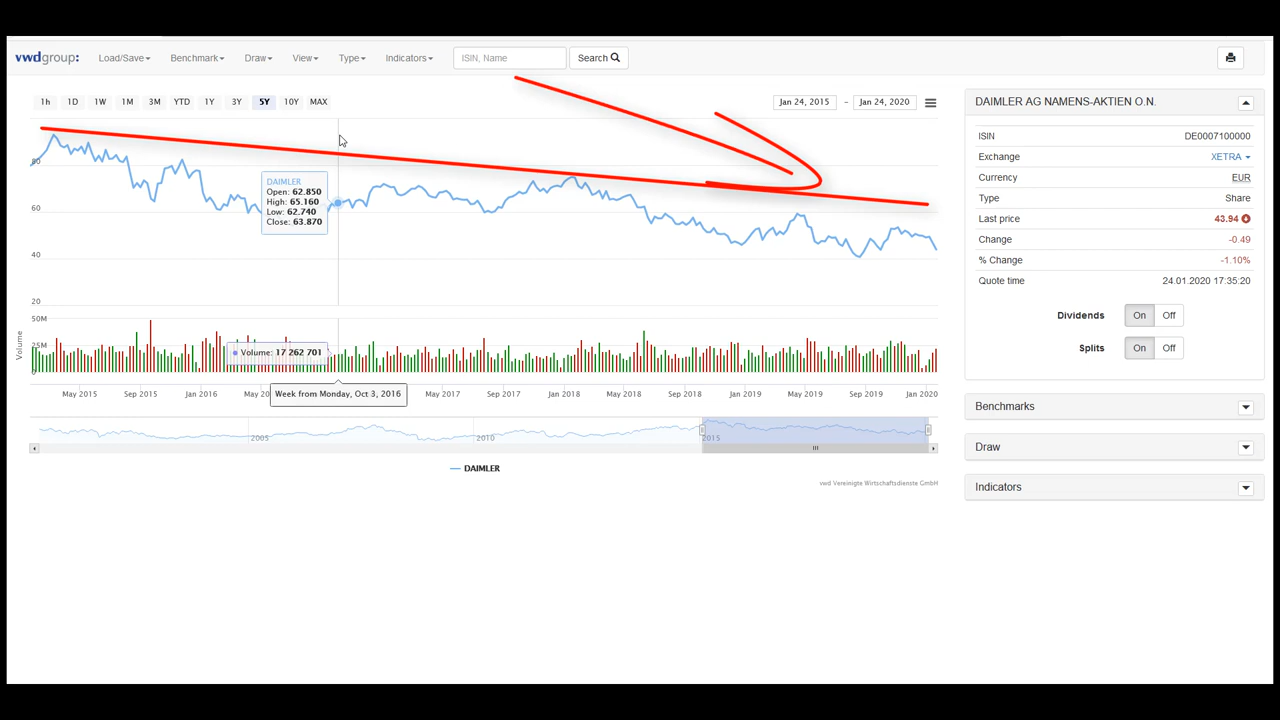 vwdgroup: Load/Save Benchmark Draw View Type Indicators ISIN, Name Search
1h 1D 1W 1M 3M YTD 1Y 3Y 5Y 10Y MAX Jan 24, 2015 - Jan 24, 2020
DAIMLER AG NAMENS-AKTIEN O.N.
ISIN DE0007100000
Exchange XETRA
Currency EUR
Type Share
Last price 43.94
Change -0.49
% Change -1.10%
Quote time 24.01.2020 17:35:20
Dividends On Off
Splits On Off
Benchmarks
Draw
Indicators
80
60
40
20
DAIMLER
Open: 62.850
High: 65.160
Low: 62.740
Close: 63.870
Volume
50M
25M
0
Volume: 17 262 701
May 2015 Sep 2015 Jan 2016 May 2017 Sep 2017 Jan 2018 May 2018 Sep 2018 Jan 2019 May 2019 Sep 2019 Jan 2020
Week from Monday, Oct 3, 2016
2005 2010 2015
DAIMLER
vwd Vereinigte Wirtschaftsdienste GmbH